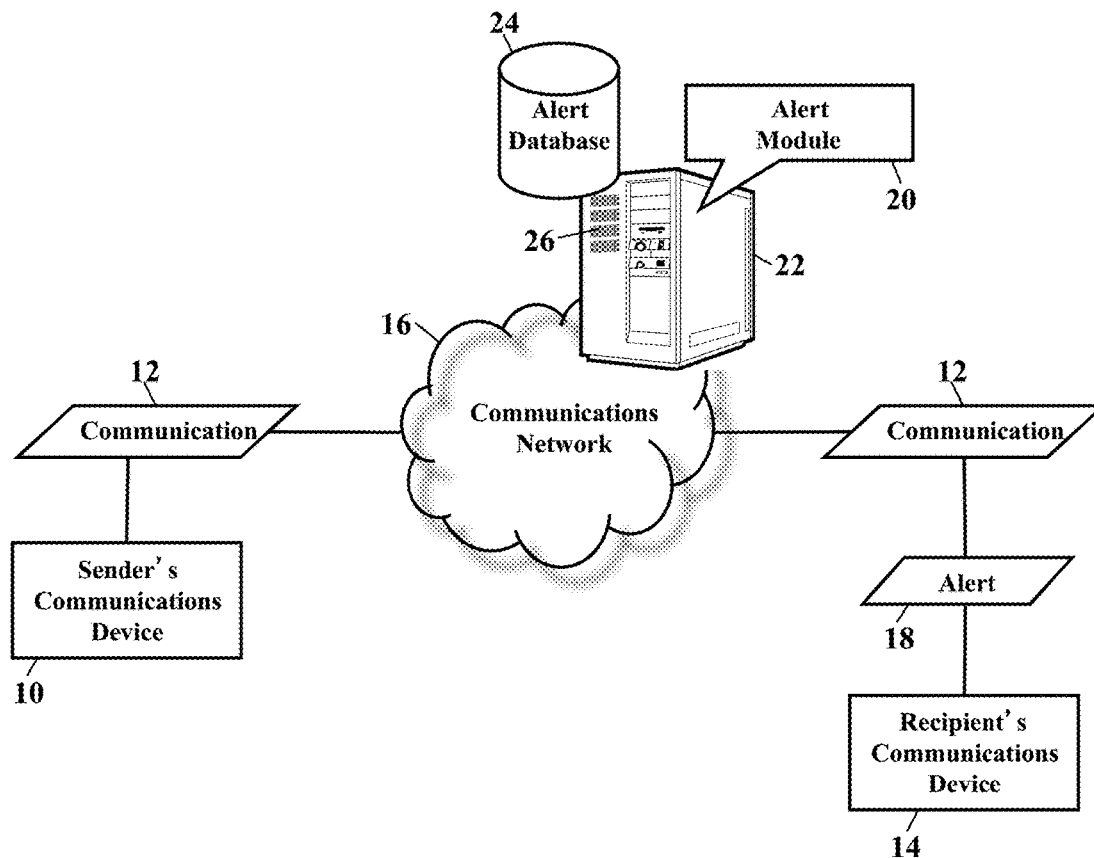 24
Alert
Database
Alert
Module
20
26
22
16
12
Communication
Communications
Network
12
Communication
Sender's
Communications
Device
10
Alert
18
Recipient's
Communications
Device
14